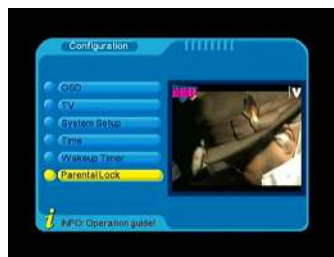 Configuration
OSD
TV
System Setup
Time
Wakeup Timer
Parental Lock
INFO: Operation guide!